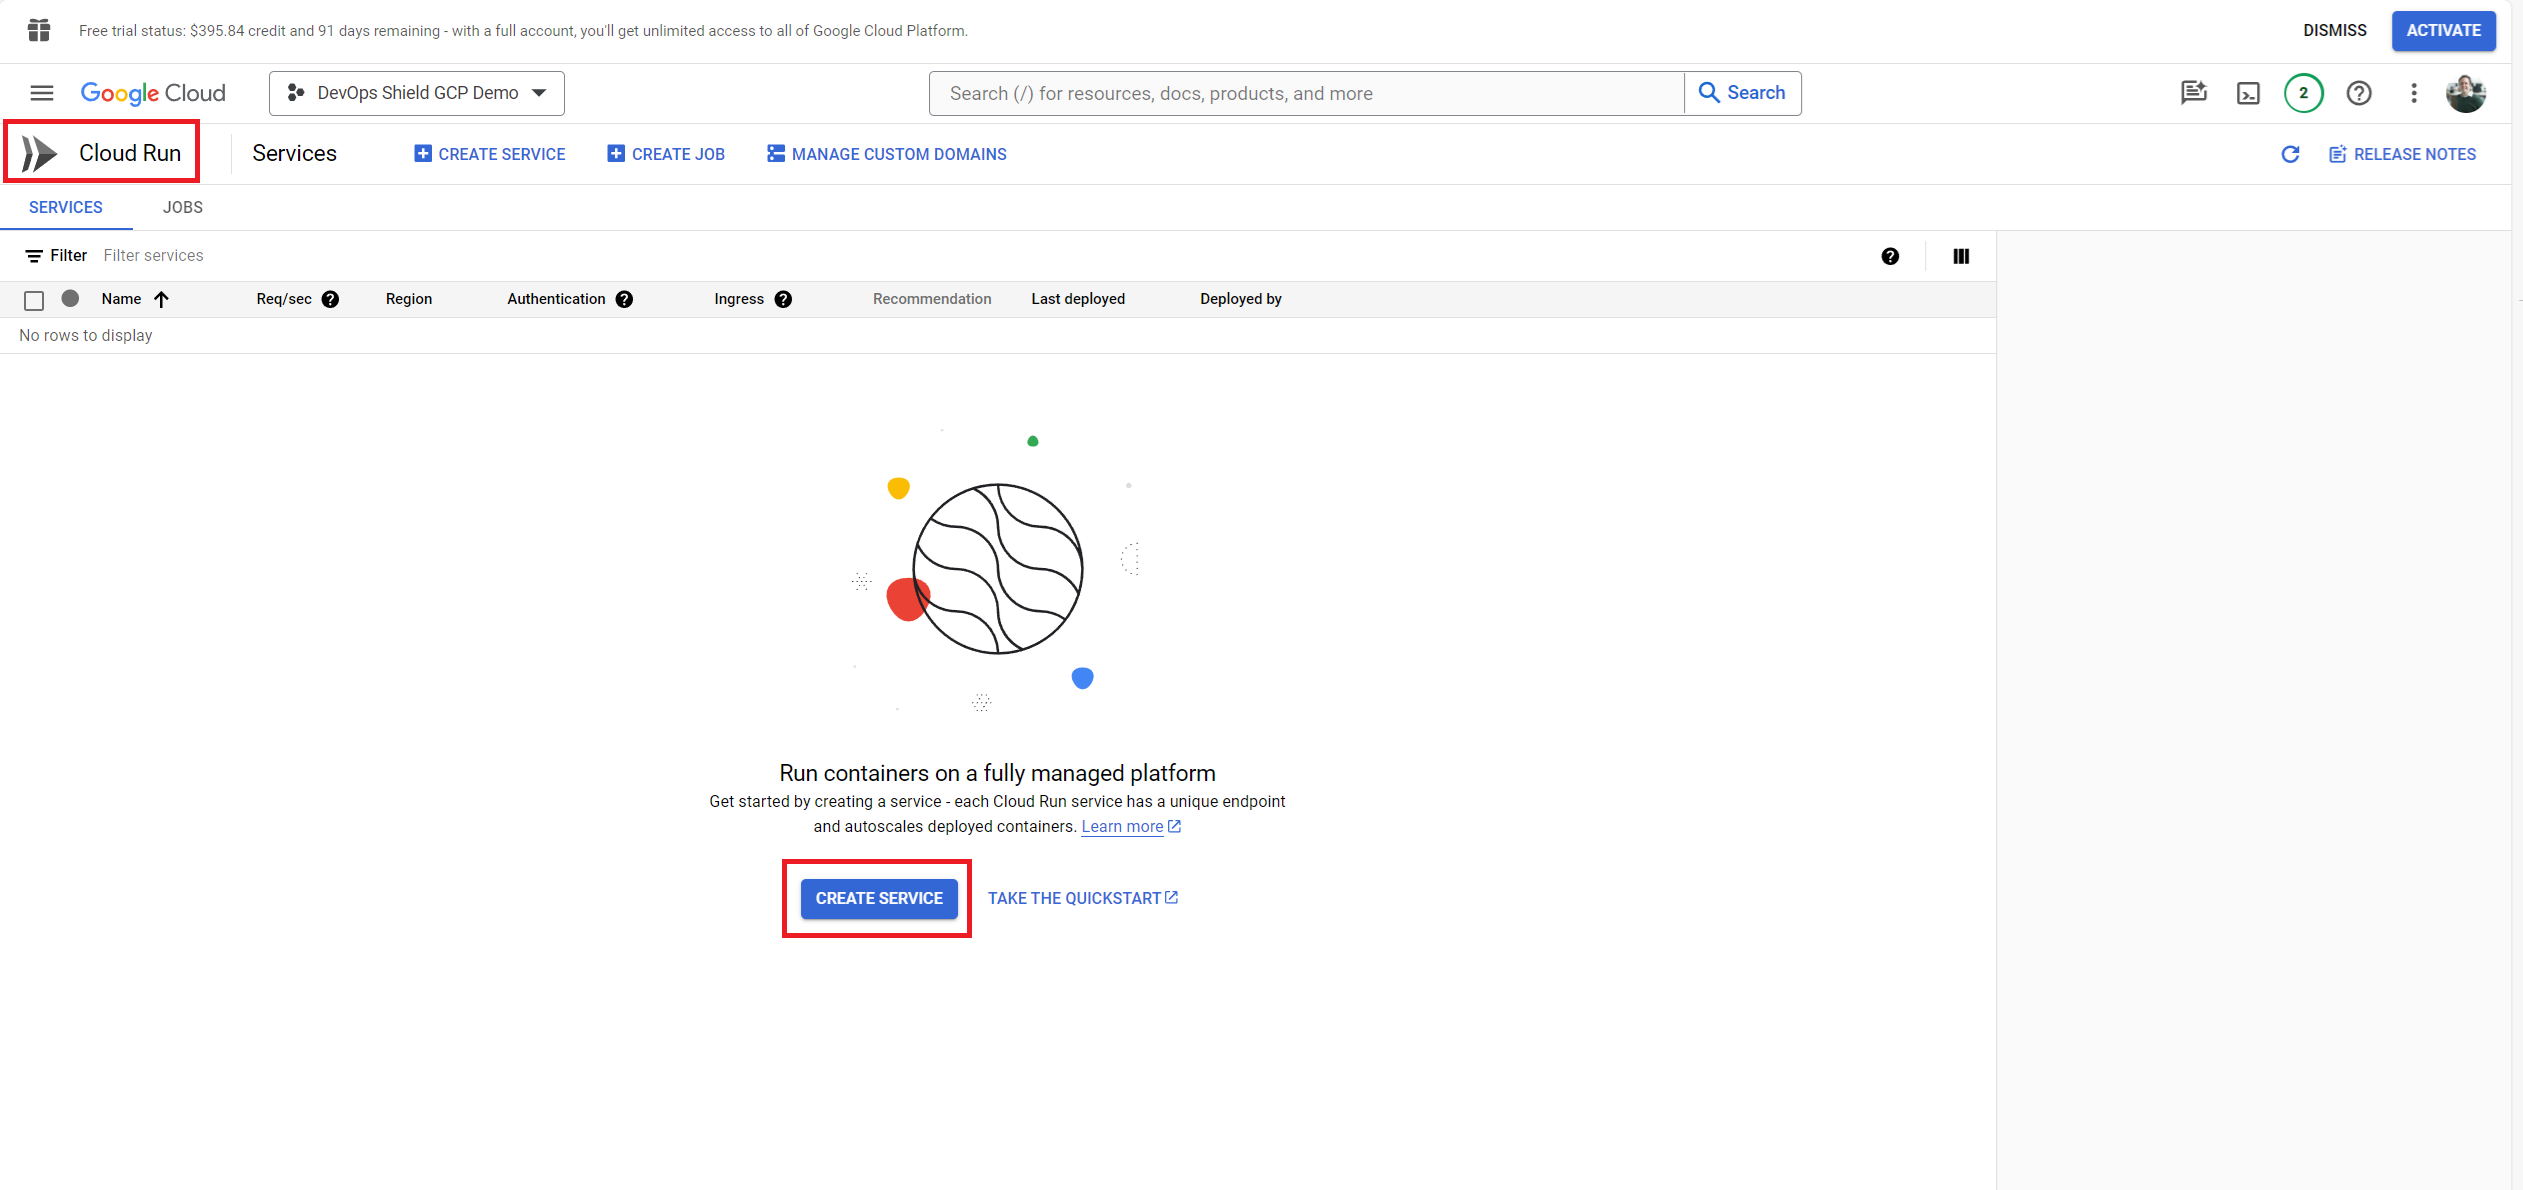 Free trial status: $395.84 credit and 91 days remaining - with a full account, you'll get unlimited access to all of Google Cloud Platform.
DISMISS
ACTIVATE
Google Cloud
DevOps Shield GCP Demo
Search (/) for resources, docs, products, and more
Search
2
Cloud Run
Services
CREATE SERVICE
CREATE JOB
MANAGE CUSTOM DOMAINS
RELEASE NOTES
SERVICES
JOBS
Filter
Filter services
Name
Req/sec
Region
Authentication
Ingress
Recommendation
Last deployed
Deployed by
No rows to display
Run containers on a fully managed platform
Get started by creating a service - each Cloud Run service has a unique endpoint
and autoscales deployed containers. Learn more
CREATE SERVICE
TAKE THE QUICKSTART